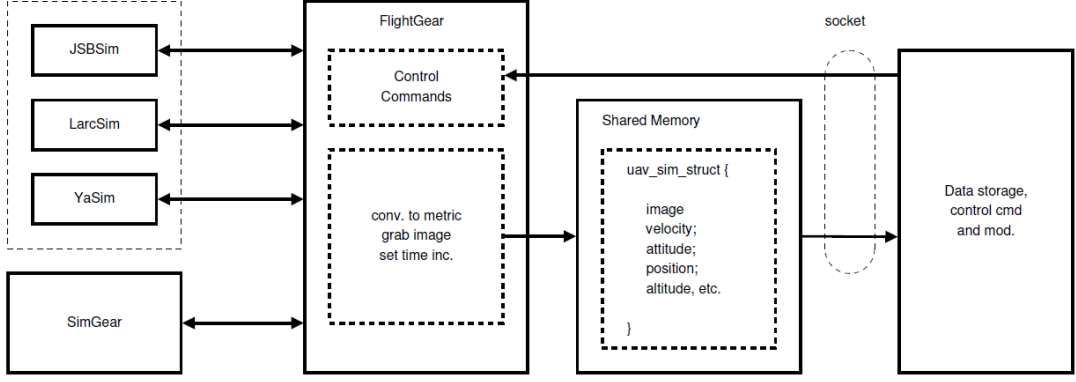 JSBSim
LarcSim
YaSim
SimGear
FlightGear
Control
Commands
conv. to metric
grab image
set time inc.
Shared Memory
uav_sim_struct {
image
velocity;
attitude;
position;
altitude, etc.
}
socket
Data storage,
control cmd
and mod.